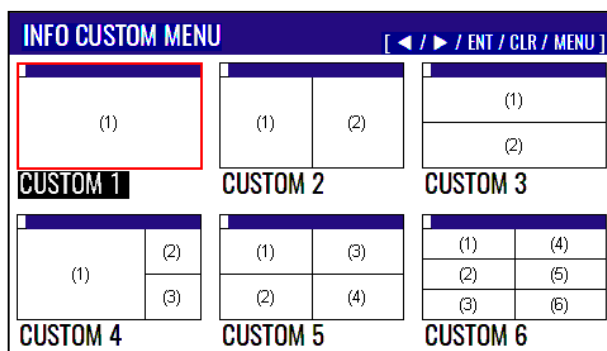 INFO CUSTOM MENU
[ ◀ / ▶ / ENT / CLR / MENU ]
(1)
CUSTOM 1
(1) (2)
CUSTOM 2
(1)
(2)
CUSTOM 3
(1) (2)
(3)
CUSTOM 4
(1) (3)
(2) (4)
CUSTOM 5
(1) (4)
(2) (5)
(3) (6)
CUSTOM 6